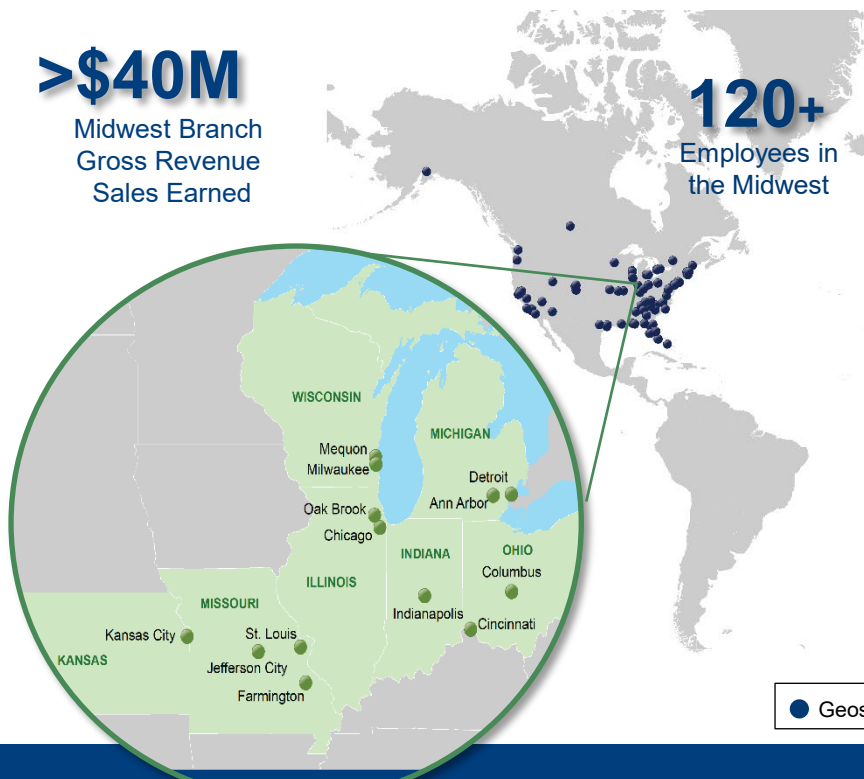 >$40M
Midwest Branch
Gross Revenue
Sales Earned
120+
Employees in
the Midwest
WISCONSIN
MICHIGAN
Mequon
Milwaukee
Detroit
Ann Arbor
Oak Brook
Chicago
INDIANA
OHIO
Columbus
ILLINOIS
MISSOURI
Indianapolis
Cincinnati
Kansas City
St. Louis
KANSAS
Jefferson City
Farmington
Geos